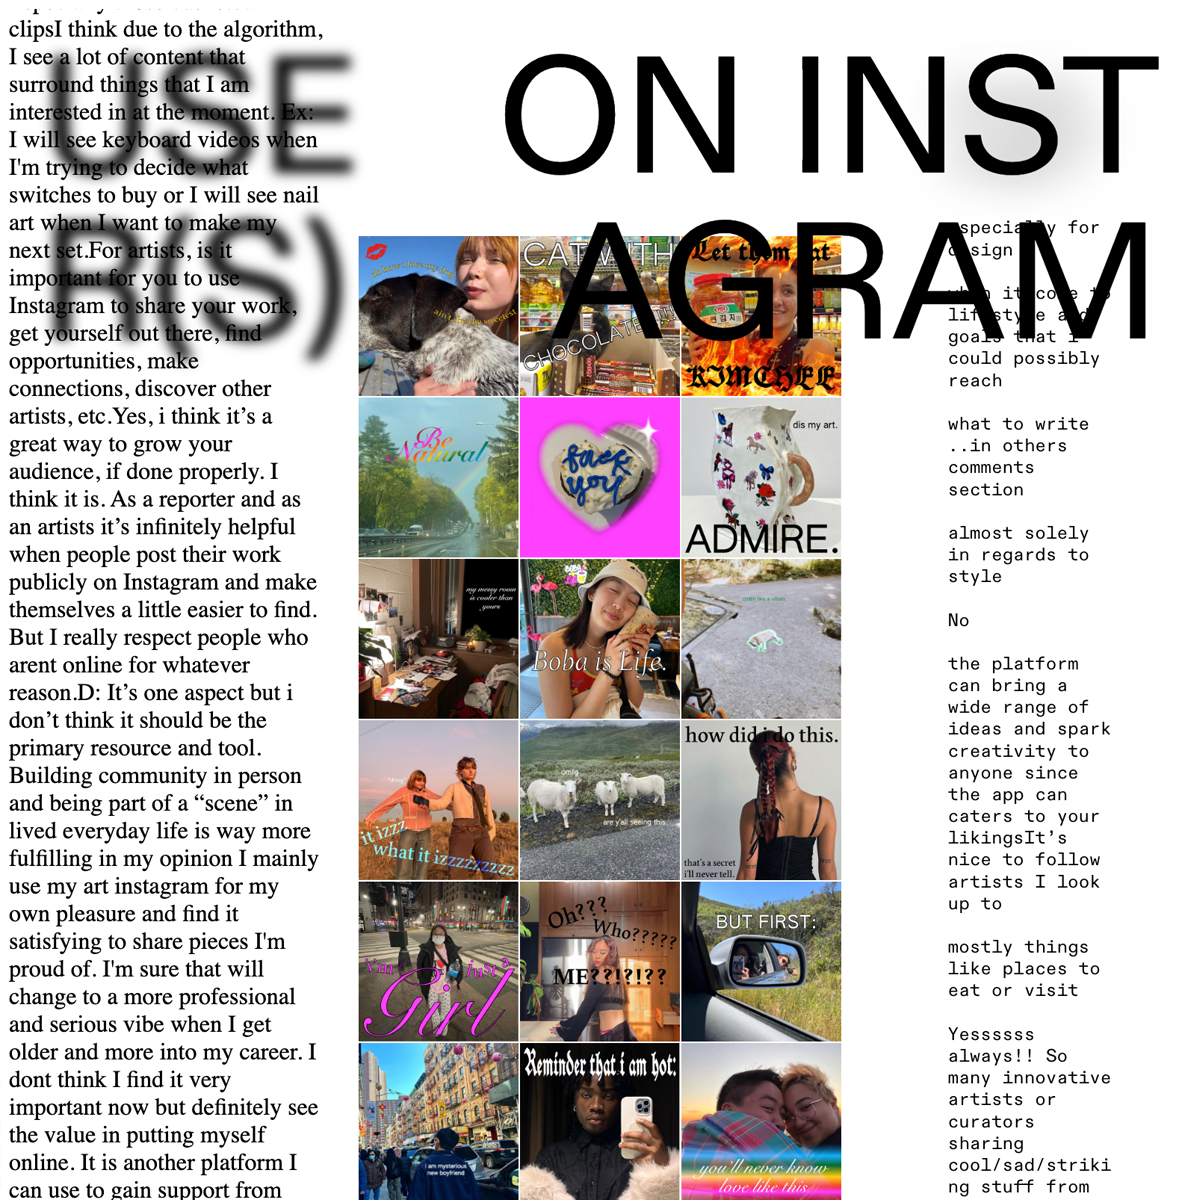 clipsI think due to the algorithm,
I see a lot of content that
surround things that I am
interested in at the moment. Ex:
I will see keyboard videos when
I'm trying to decide what
switches to buy or I will see nail
art when I want to make my
next set.For artists, is it
important for you to use
Instagram to share your work,
get yourself out there, find
opportunities, make
connections, discover other
artists, etc.Yes, i think it’s a
great way to grow your
audience, if done properly. I
think it is. As a reporter and as
an artists it’s infinitely helpful
when people post their work
publicly on Instagram and make
themselves a little easier to find.
But I really respect people who
arent online for whatever
reason.D: It’s one aspect but i
don’t think it should be the
primary resource and tool.
Building community in person
and being part of a “scene” in
lived everyday life is way more
fulfilling in my opinion I mainly
use my art instagram for my
own pleasure and find it
satisfying to share pieces I'm
proud of. I'm sure that will
change to a more professional
and serious vibe when I get
older and more into my career. I
dont think I find it very
important now but definitely see
the value in putting myself
online. It is another platform I
can use to gain support from
USE
(S)
ON INST
AGRAM
CAT WITH
CHOCOLATE
Let them eat
KIMCHEE
Be
Natural
fuck
you
dis my art.
ADMIRE.
my messy room
is cooler than
yours
Boba is Life.
it izzz
what it izzzzzzzzz
omfg
are y'all seeing this.
how did i do this.
that's a secret
i'll never tell.
I'm just a
Girl
Oh???
Who?????
ME??!?!??
BUT FIRST:
i am mysterious
new boyfriend
Reminder that i am hot:
you'll never know
love like this
especially for
design
when it come to
lifestyle and
goals that i
could possibly
reach
what to write
..in others
comments
section
almost solely
in regards to
style
No
the platform
can bring a
wide range of
ideas and spark
creativity to
anyone since
the app can
caters to your
likingsIt’s
nice to follow
artists I look
up to
mostly things
like places to
eat or visit
Yessssss
always!! So
many innovative
artists or
curators
sharing
cool/sad/striki
ng stuff from